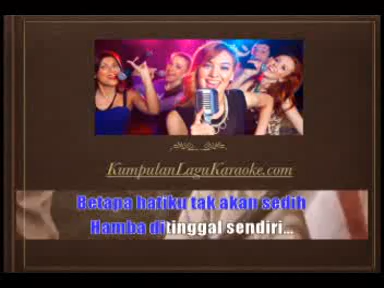 KumpulanLaguKaraoke.com
Betapa hatiku tak akan sedih
Hamba ditinggal sendiri...